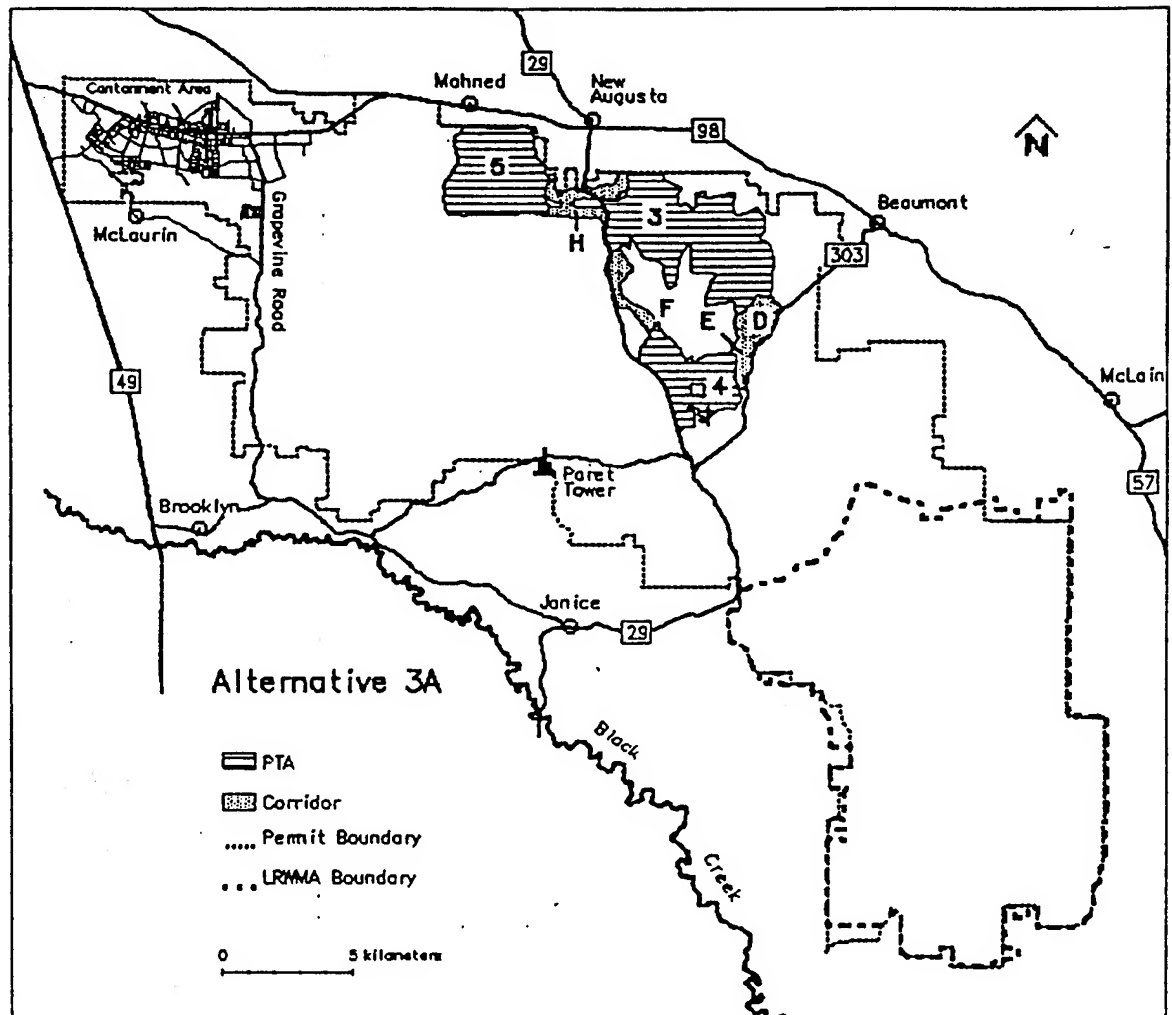 29
Mahned
New
Augusta
Cantonment Area
98
N
5
3
Beaumont
McLaurin
H
303
Grapevine Road
F
E
D
49
4
McLain
Paret
Tower
57
Brooklyn
Janice
29
Alternative 3A
Black
Creek
PTA
Corridor
Permit Boundary
LRWMA Boundary
0 5 kilometers